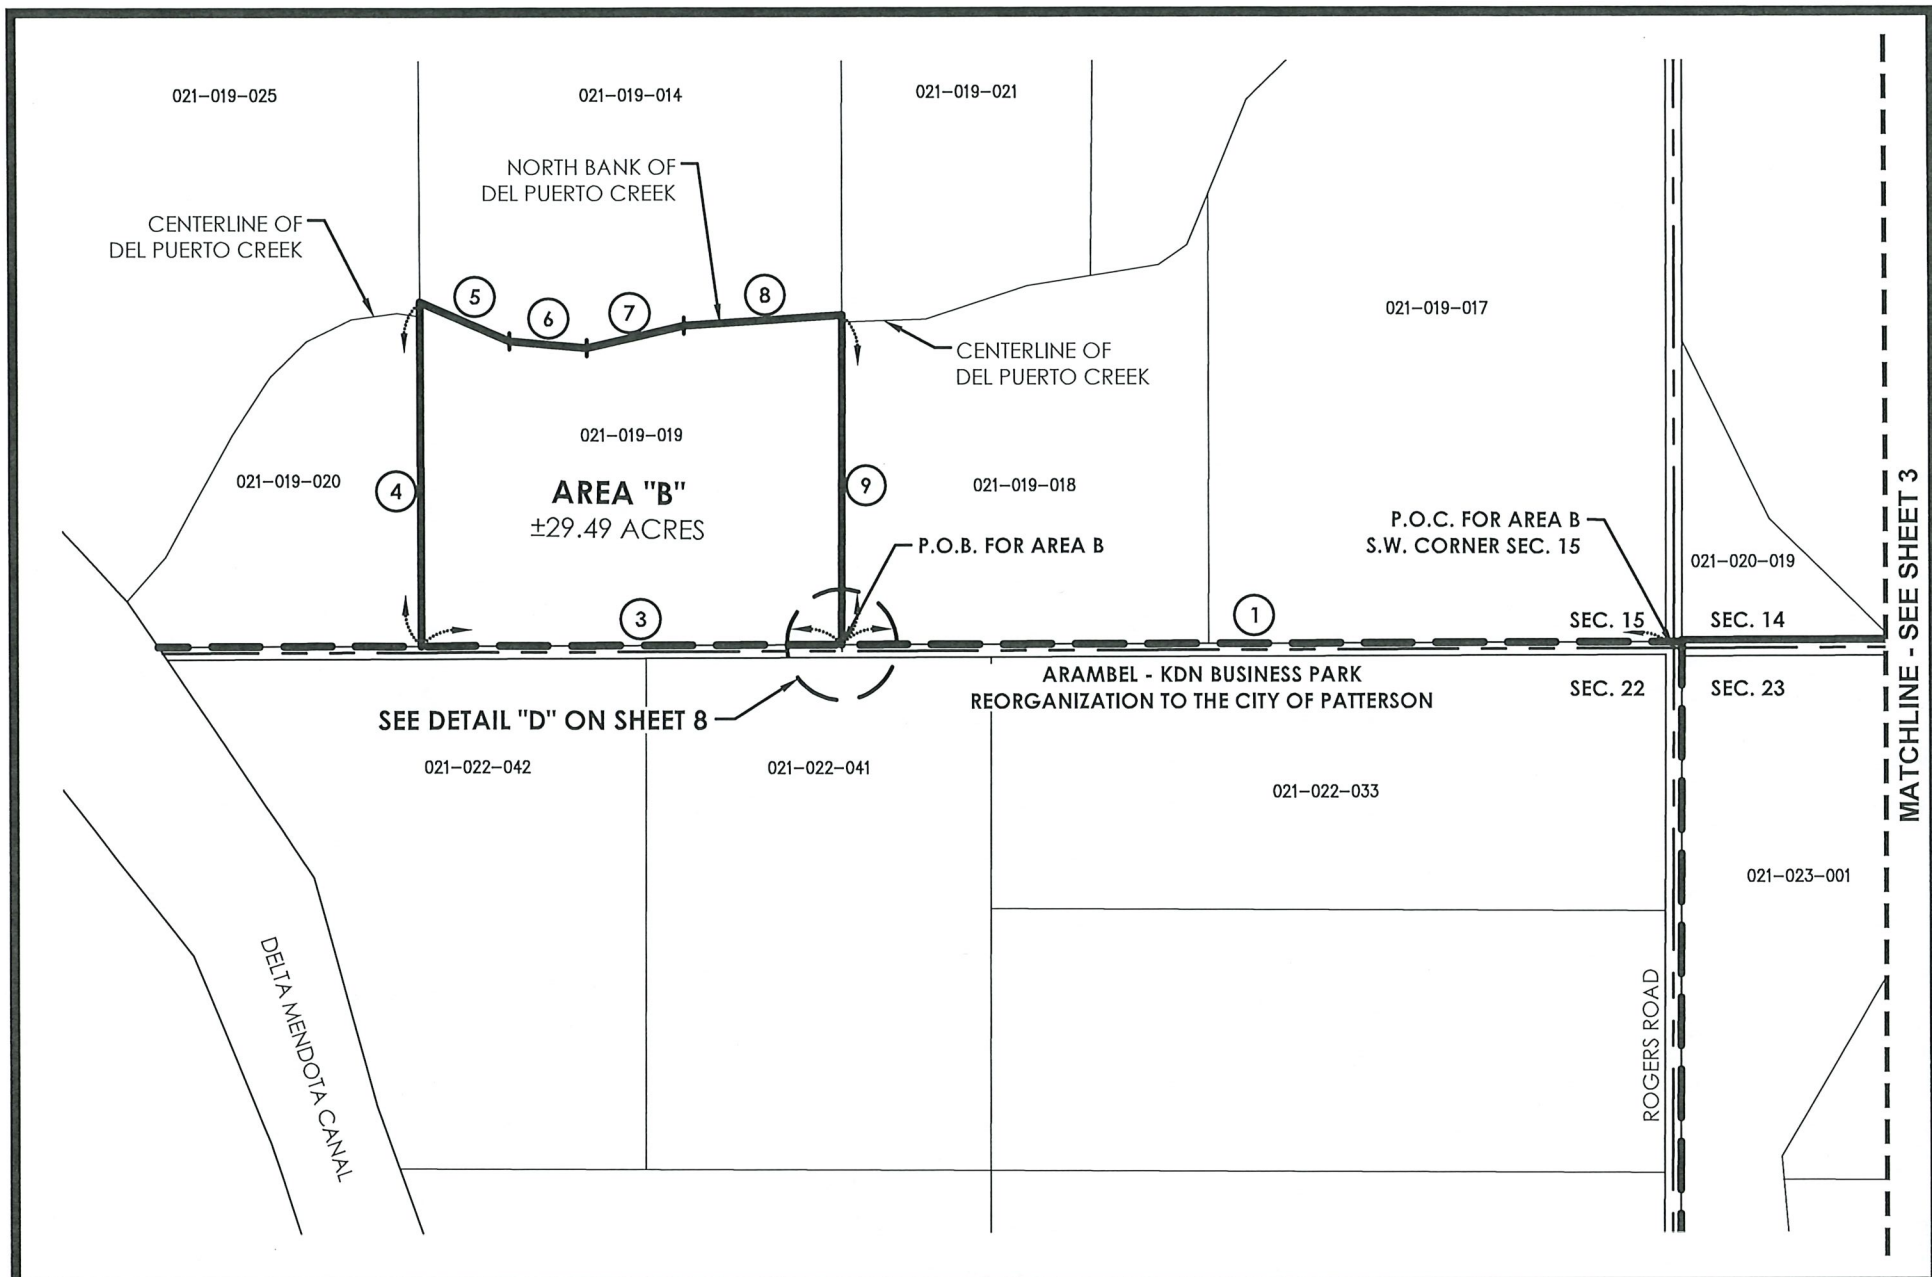 021-019-025
021-019-014
021-019-021
NORTH BANK OF
DEL PUERTO CREEK
CENTERLINE OF
DEL PUERTO CREEK
5
6
7
8
021-019-017
CENTERLINE OF
DEL PUERTO CREEK
021-019-019
021-019-020
4
AREA "B"
±29.49 ACRES
9
021-019-018
P.O.B. FOR AREA B
P.O.C. FOR AREA B
S.W. CORNER SEC. 15
021-020-019
3
1
SEC. 15
SEC. 14
ARAMBEL - KDN BUSINESS PARK
REORGANIZATION TO THE CITY OF PATTERSON
SEC. 22
SEC. 23
SEE DETAIL "D" ON SHEET 8
021-022-042
021-022-041
021-022-033
021-023-001
DELTA MENDOTA CANAL
ROGERS ROAD
MATCHLINE - SEE SHEET 3